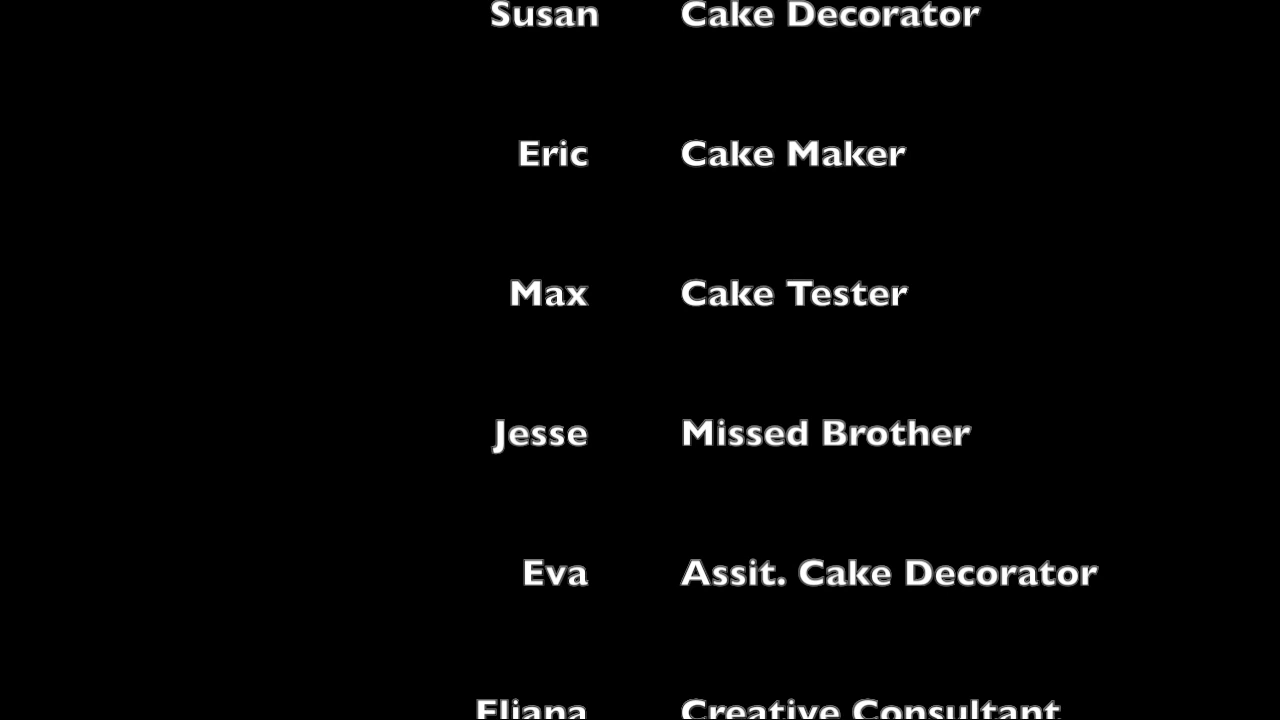 Susan Cake Decorator
Eric Cake Maker
Max Cake Tester
Jesse Missed Brother
Eva Assit. Cake Decorator
Eliana Creative Consultant